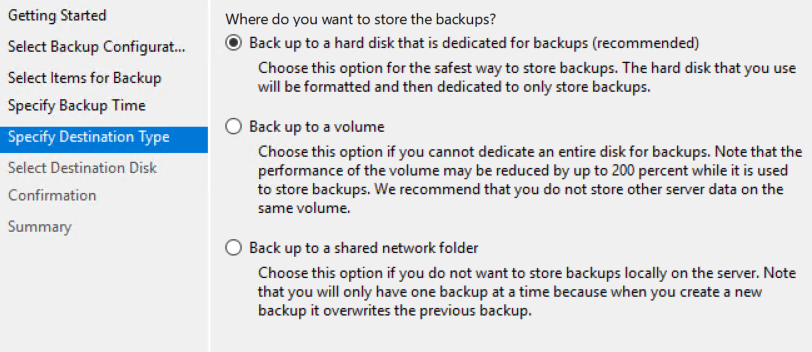 Getting Started
Select Backup Configurat...
Select Items for Backup
Specify Backup Time
Specify Destination Type
Select Destination Disk
Confirmation
Summary
Where do you want to store the backups?
Back up to a hard disk that is dedicated for backups (recommended)
Choose this option for the safest way to store backups. The hard disk that you use
will be formatted and then dedicated to only store backups.
Back up to a volume
Choose this option if you cannot dedicate an entire disk for backups. Note that the
performance of the volume may be reduced by up to 200 percent while it is used
to store backups. We recommend that you do not store other server data on the
same volume.
Back up to a shared network folder
Choose this option if you do not want to store backups locally on the server. Note
that you will only have one backup at a time because when you create a new
backup it overwrites the previous backup.